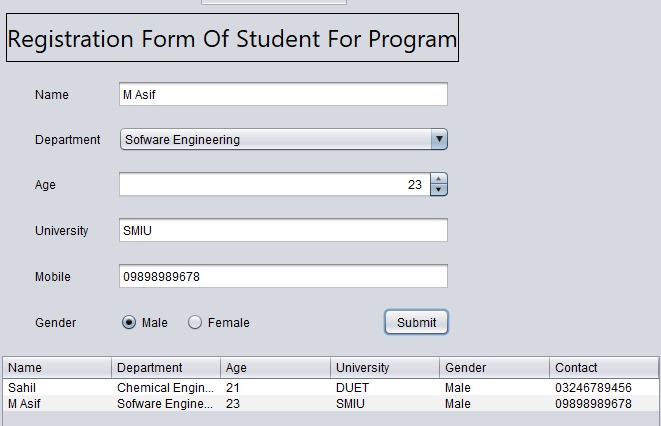 Registration Form Of Student For Program
Name M Asif
Department Sofware Engineering
Age 23
University SMIU
Mobile 09898989678
Gender Male Female Submit
Name Department Age University Gender Contact
Sahil Chemical Engin... 21 DUET Male 03246789456
M Asif Sofware Engine... 23 SMIU Male 09898989678